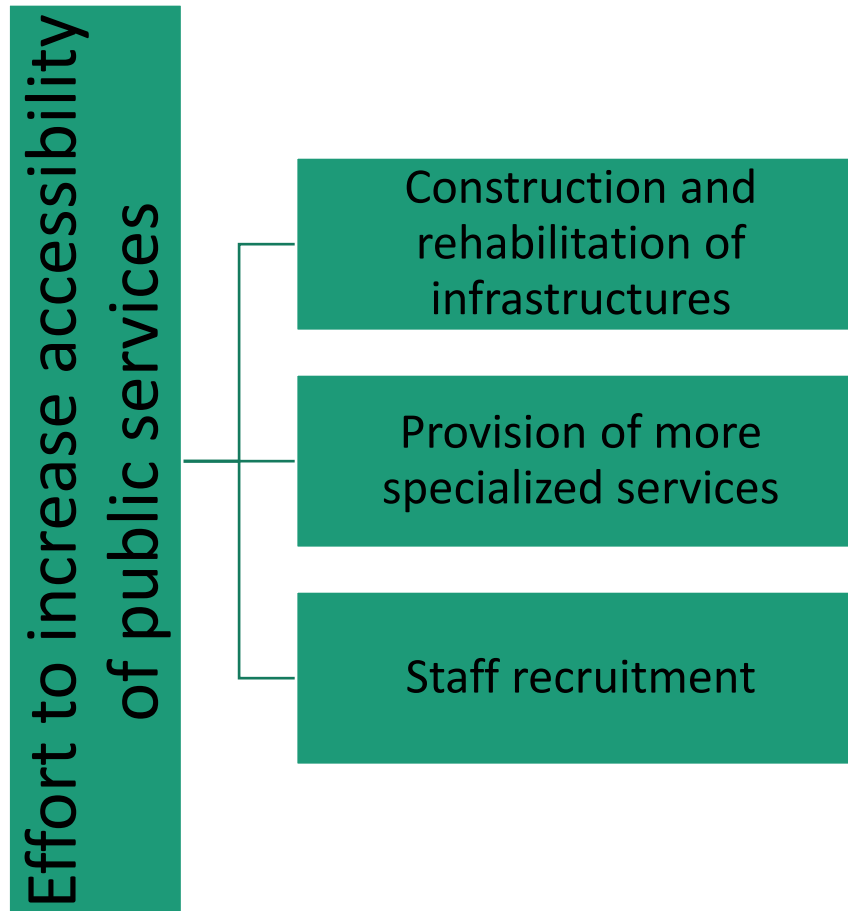 Effort to increase accessibility
of public services
Construction and
rehabilitation of
infrastructures
Provision of more
specialized services
Staff recruitment